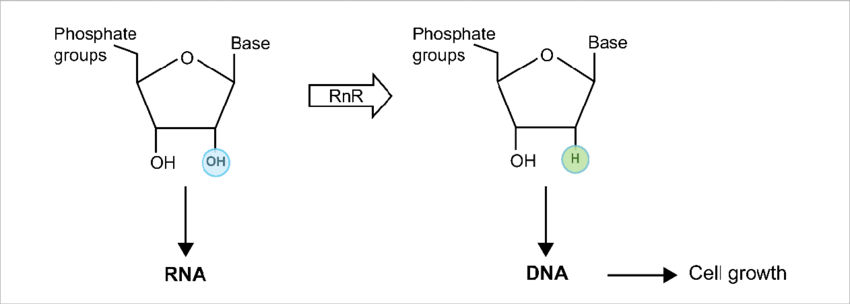 Phosphate
groups
O
Base
OH
OH
RNA
RnR
Phosphate
groups
O
Base
OH
H
DNA
Cell growth